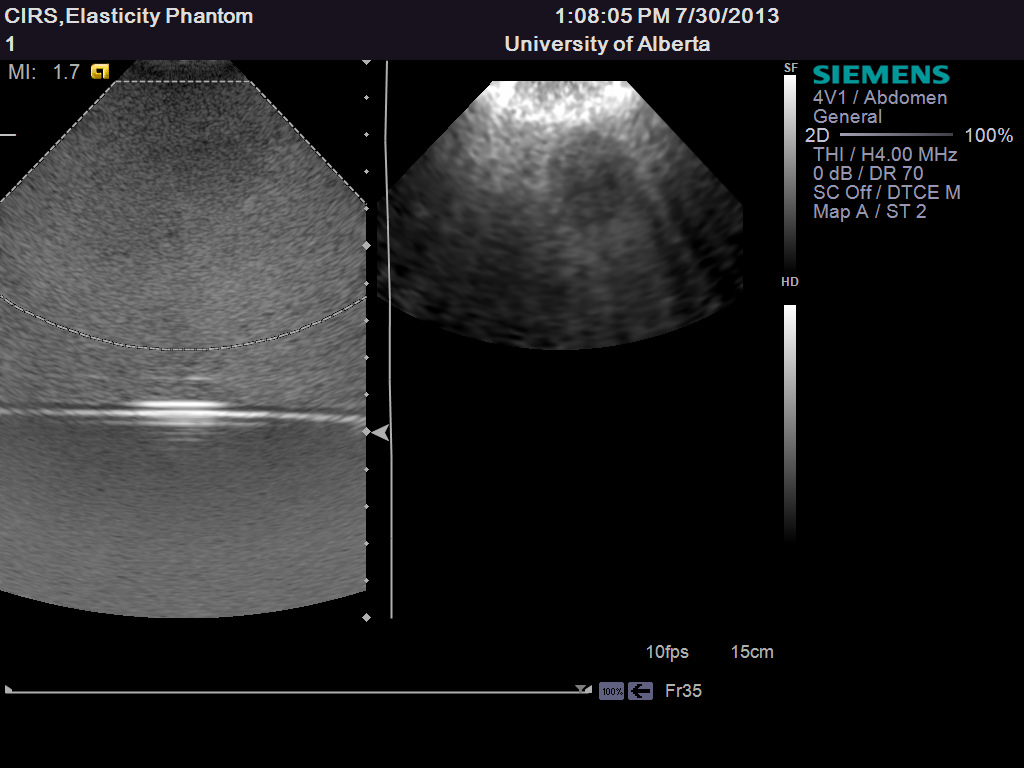 CIRS,Elasticity Phantom 1:08:05 PM 7/30/2013
1 University of Alberta
MI: 1.7
SF
SIEMENS
4V1 / Abdomen
General
2D 100%
THI / H4.00 MHz
0 dB / DR 70
SC Off / DTCE M
Map A / ST 2
HD
10fps 15cm
100% Fr35